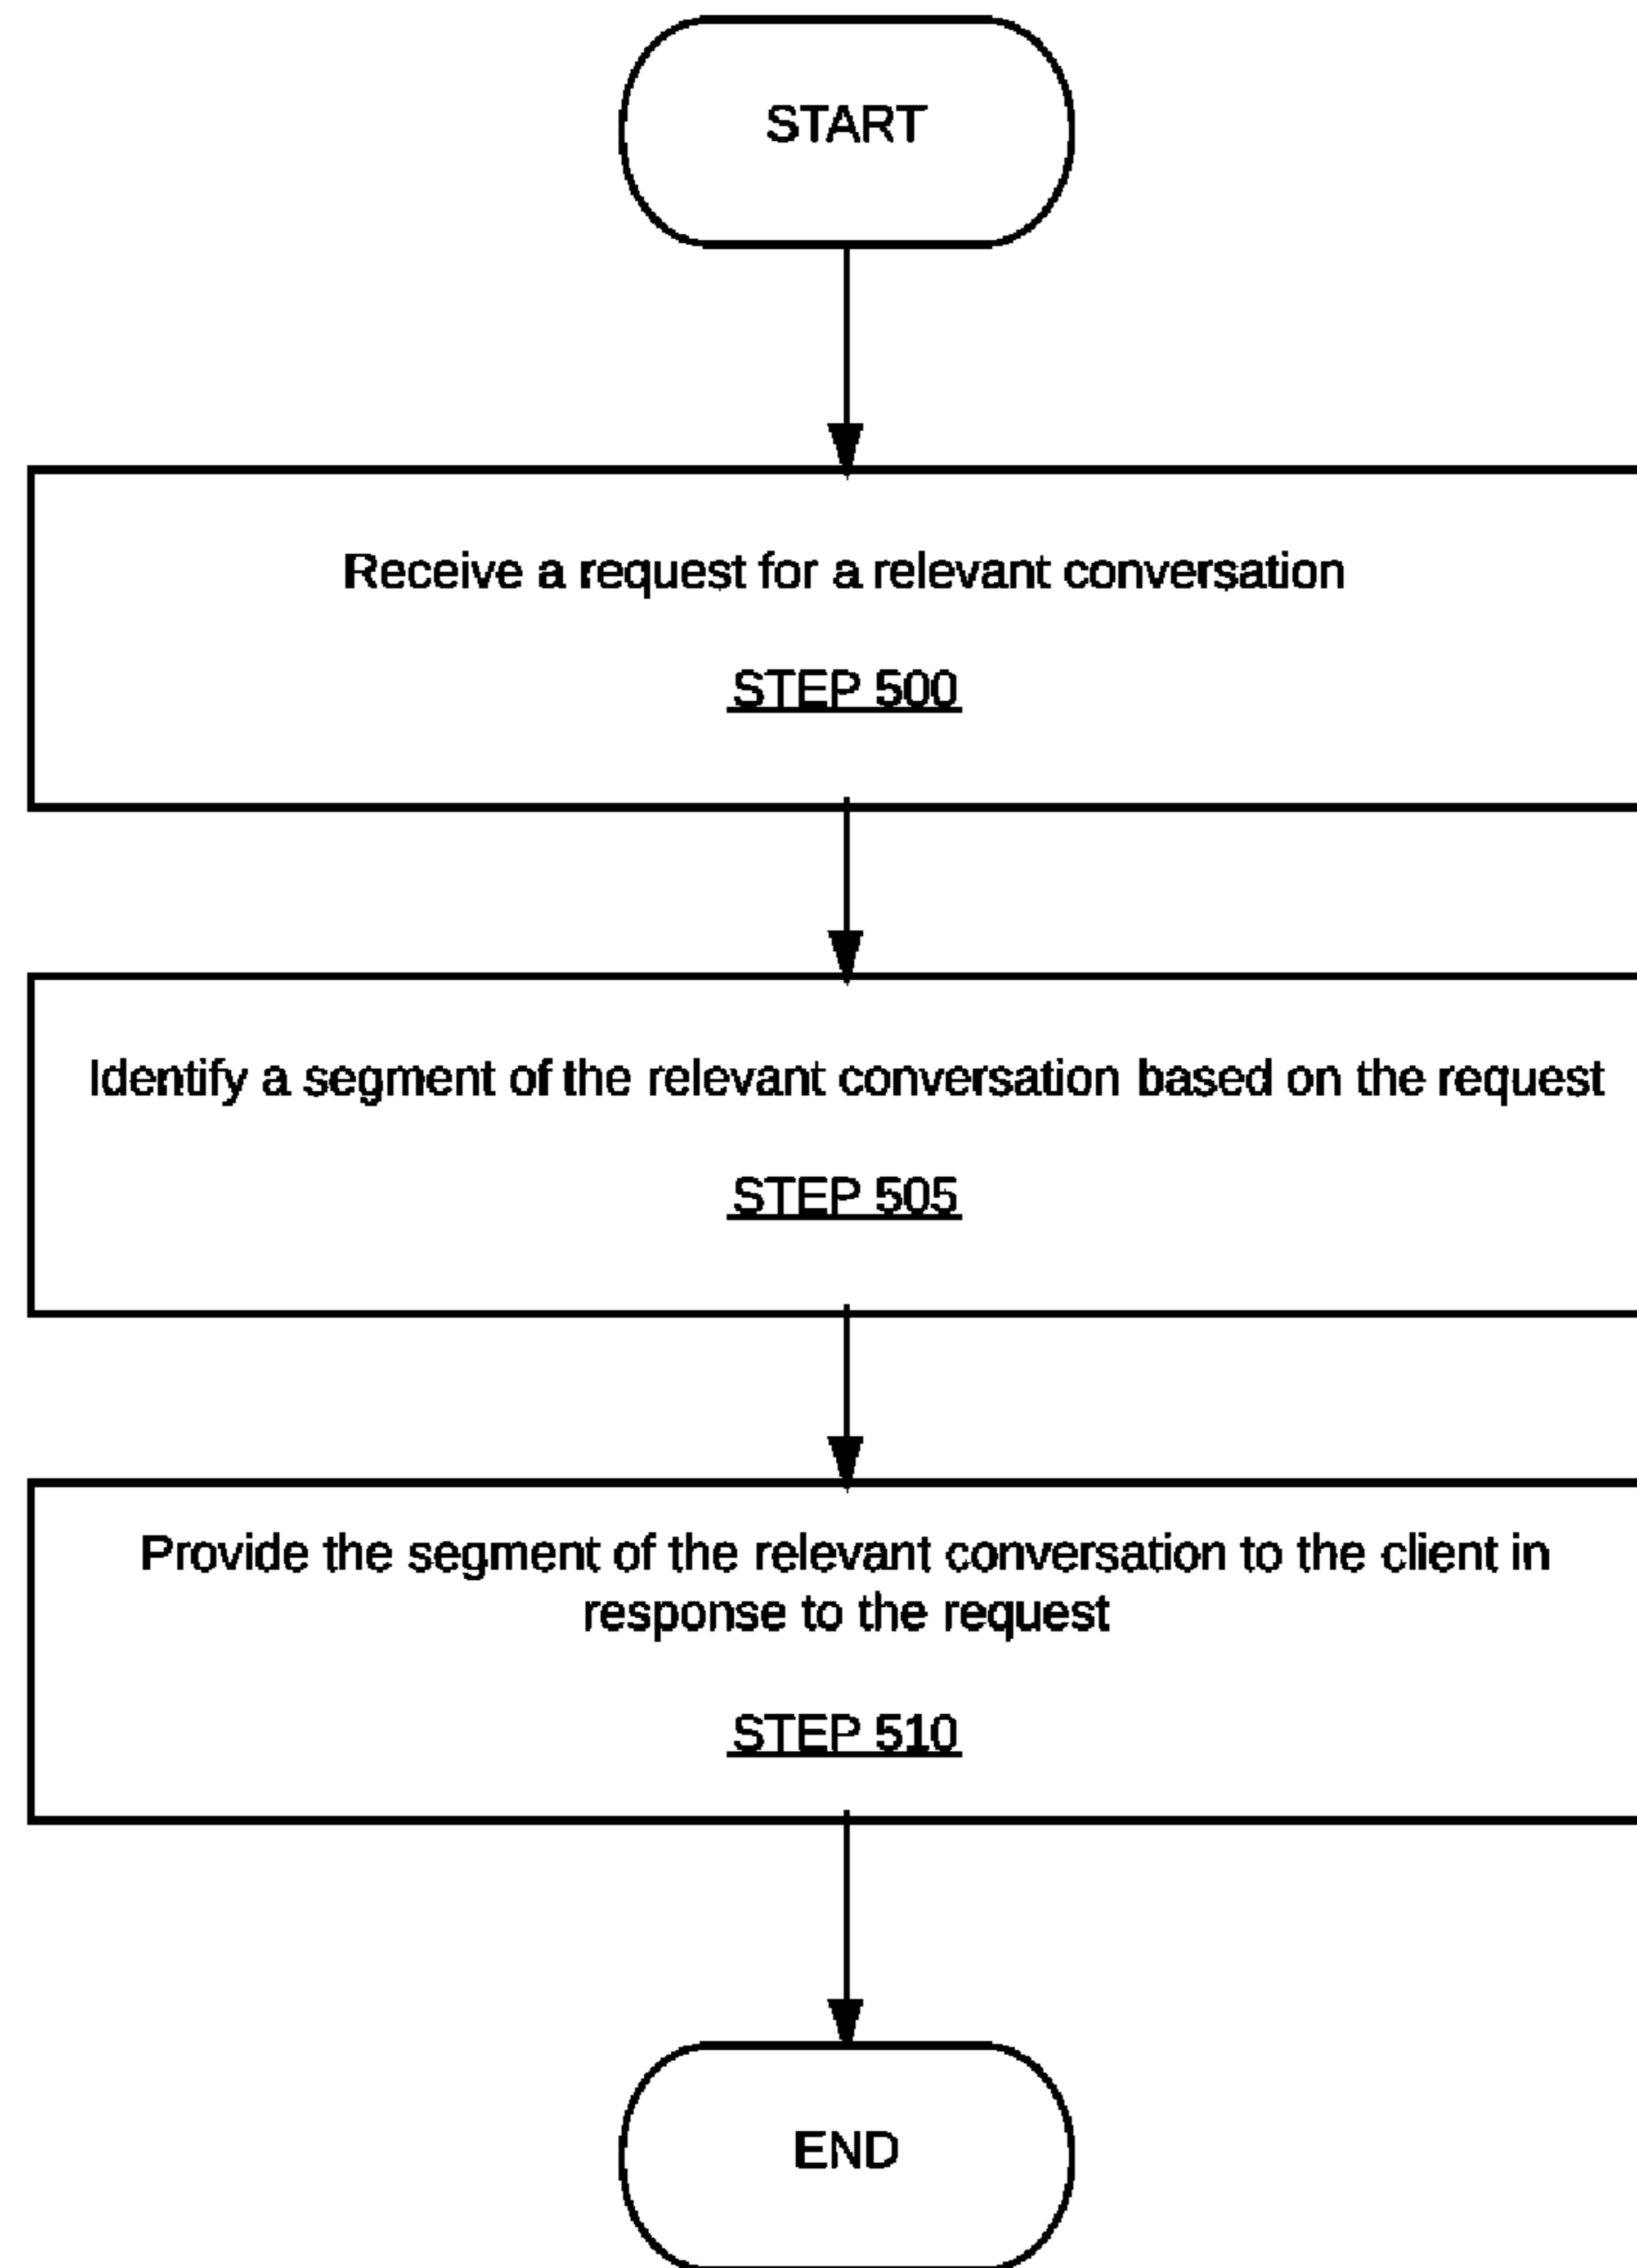 START
Receive a request for a relevant conversation
STEP 500
Identify a segment of the relevant conversation based on the request
STEP 505
Provide the segment of the relevant conversation to the client in
response to the request
STEP 510
END